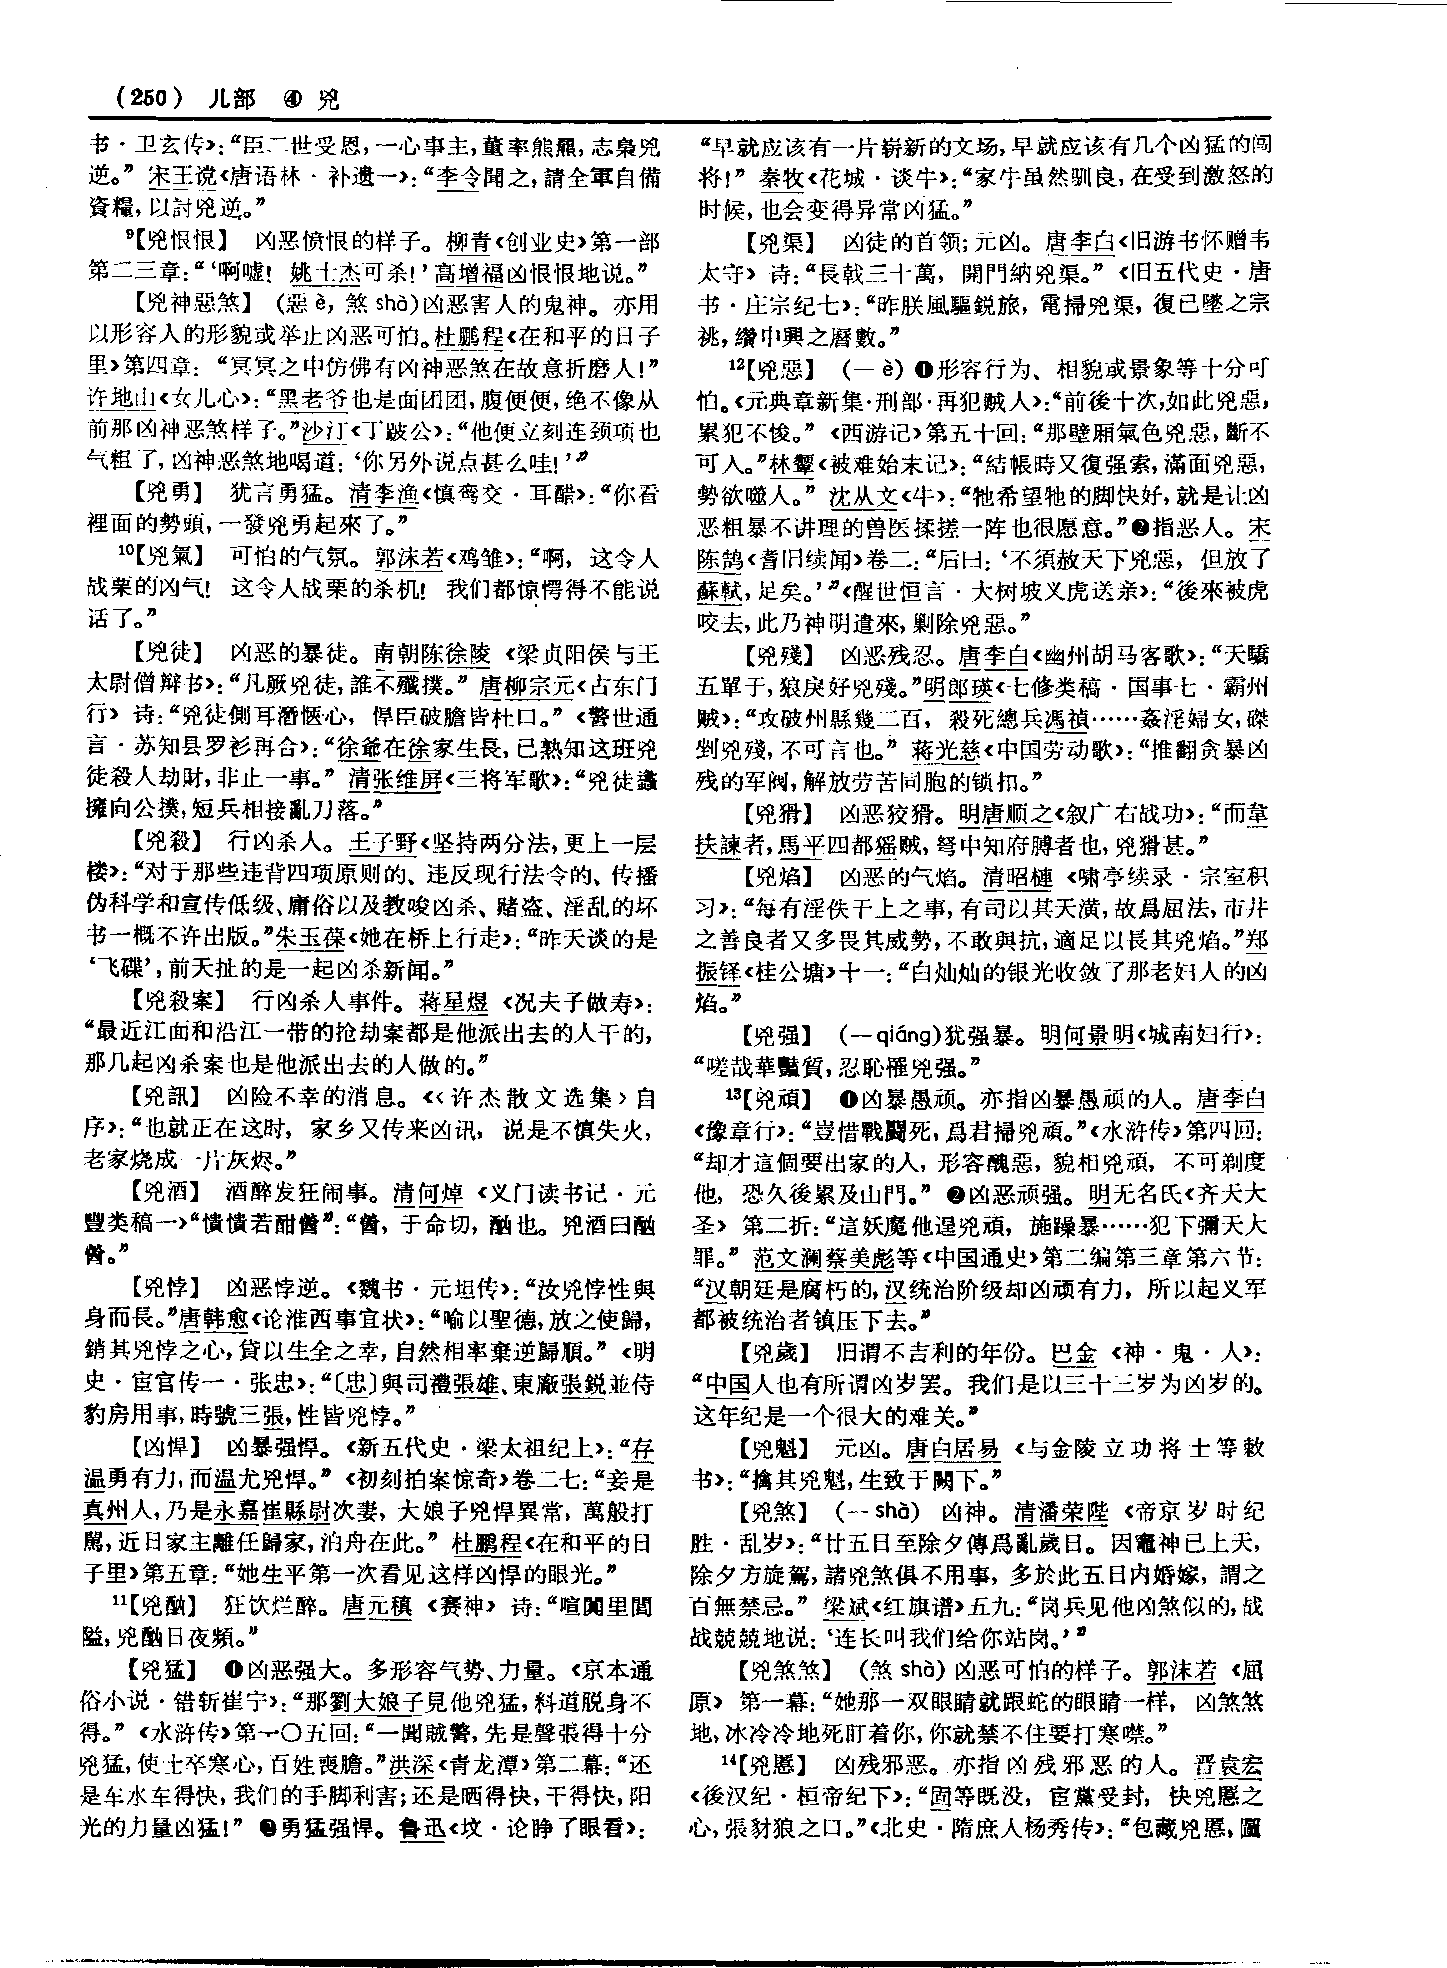 (250) 儿部 ④ 兇
书·卫玄传》：“臣二世受恩，一心事主，董率熊羆，志梟兇
逆。” 宋王谠《唐语林·补遗一》：“李令聞之，請全軍自備
資糧，以討兇逆。”
9【兇恨恨】 凶恶愤恨的样子。柳青《创业史》第一部
第二三章：“‘啊嘘！姚士杰可杀！’高增福凶恨恨地说。”
【兇神惡煞】 (惡 è，煞 shà)凶恶害人的鬼神。亦用
以形容人的形貌或举止凶恶可怕。杜鹏程《在和平的日子
里》第四章：“冥冥之中仿佛有凶神恶煞在故意折磨人！”
许地山《女儿心》：“黑老爷也是面团团，腹便便，绝不像从
前那凶神恶煞样子。”沙汀《丁跛公》：“他便立刻连颈项也
气粗了，凶神恶煞地喝道：‘你另外说点甚么哇！’”
【兇勇】 犹言勇猛。清李渔《慎鸾交·耳醋》：“你看
裡面的勢頭，一發兇勇起來了。”
10【兇氣】 可怕的气氛。郭沫若《鸡雏》：“啊，这令人
战栗的凶气！这令人战栗的杀机！我们都惊愕得不能说
话了。”
【兇徒】 凶恶的暴徒。南朝陈徐陵《梁贞阳侯与王
太尉僧辩书》：“凡厥兇徒，誰不殲撲。” 唐柳宗元《古东门
行》诗：“兇徒側耳潛愜心，悍臣破膽皆杜口。”《警世通
言·苏知县罗衫再合》：“徐爺在徐家生長，已熟知这班兇
徒殺人劫財，非止一事。” 清张维屏《三将军歌》：“兇徒蠭
擁向公撲，短兵相接亂刀落。”
【兇殺】 行凶杀人。王子野《坚持两分法，更上一层
楼》：“对于那些违背四项原则的、违反现行法令的、传播
伪科学和宣传低级、庸俗以及教唆凶杀、赌盗、淫乱的坏
书一概不许出版。”朱玉葆《她在桥上行走》：“昨天谈的是
‘飞碟’，前天扯的是一起凶杀新闻。”
【兇殺案】 行凶杀人事件。蒋星煜《况夫子做寿》：
“最近江面和沿江一带的抢劫案都是他派出去的人干的，
那几起凶杀案也是他派出去的人做的。”
【兇訊】 凶险不幸的消息。《〈许杰散文选集〉自
序》：“也就正在这时，家乡又传来凶讯，说是不慎失火，
老家烧成一片灰烬。”
【兇酒】 酒醉发狂闹事。清何焯《义门读书记·元
豐类稿一》“憒憒若酣醟”：“醟，于命切，酗也。兇酒曰酗
醟。”
【兇悖】 凶恶悖逆。《魏书·元坦传》：“汝兇悖性與
身而長。”唐韩愈《论淮西事宜状》：“喻以聖德，放之使歸，
銷其兇悖之心，貸以生全之幸，自然相率棄逆歸順。”《明
史·宦官传一·张忠》：“〔忠〕與司禮張雄、東廠張銳並侍
豹房用事，時號三張，性皆兇悖。”
【凶悍】 凶暴强悍。《新五代史·梁太祖纪上》：“存
温勇有力，而温尤兇悍。”《初刻拍案惊奇》卷二七：“妾是
真州人，乃是永嘉崔縣尉次妻，大娘子兇悍異常，萬般打
罵，近日家主離任歸家，泊舟在此。” 杜鹏程《在和平的日
子里》第五章：“她生平第一次看见这样凶悍的眼光。”
11【兇酗】 狂饮烂醉。唐元稹《赛神》诗：“喧闐里閭
隘，兇酗日夜頻。”
【兇猛】 ❶凶恶强大。多形容气势、力量。《京本通
俗小说·错斩崔宁》：“那劉大娘子見他兇猛，料道脱身不
得。”《水浒传》第一〇五回：“一聞賊警，先是聲張得十分
兇猛，使士卒寒心，百姓喪膽。”洪深《青龙潭》第二幕：“还
是车水车得快，我们的手脚利害；还是晒得快，干得快，阳
光的力量凶猛！” ❷勇猛强悍。鲁迅《坟·论睁了眼看》：
“早就应该有一片崭新的文场，早就应该有几个凶猛的闯
将！” 秦牧《花城·谈牛》：“家牛虽然驯良，在受到激怒的
时候，也会变得异常凶猛。”
【兇渠】 凶徒的首领；元凶。唐李白《旧游书怀赠韦
太守》诗：“長戟三十萬，開門納兇渠。”《旧五代史·唐
书·庄宗纪七》：“昨朕風驅鋭旅，電掃兇渠，復已墜之宗
祧，纘中興之曆數。”
12【兇惡】 (— è) ❶形容行为、相貌或景象等十分可
怕。《元典章新集·刑部·再犯贼人》：“前後十次，如此兇惡，
累犯不悛。”《西游记》第五十回：“那壁厢氣色兇惡，斷不
可入。”林覺《被难始末记》：“結帳時又復强索，滿面兇惡，
勢欲噬人。” 沈从文《牛》：“牠希望牠的脚快好，就是让凶
恶粗暴不讲理的兽医揉搓一阵也很愿意。”❷指恶人。宋
陈鹄《耆旧续闻》卷二：“后曰：‘不須赦天下兇惡，但放了
蘇軾，足矣。’”《醒世恒言·大树坡义虎送亲》：“後來被虎
咬去，此乃神明遣來，剿除兇惡。”
【兇殘】 凶恶残忍。唐李白《幽州胡马客歌》：“天驕
五單于，狼戾好兇殘。”明郎瑛《七修类稿·国事七·霸州
贼》：“攻破州縣幾二百，殺死總兵馮禎……姦淫婦女，磔
剉兇殘，不可言也。” 蒋光慈《中国劳动歌》：“推翻贪暴凶
残的军阀，解放劳苦同胞的锁扣。”
【兇猾】 凶恶狡猾。明唐顺之《叙广右战功》：“而韋
扶諫者，馬平四都猺賊，弩中知府膊者也，兇猾甚。”
【兇焰】 凶恶的气焰。清昭槤《啸亭续录·宗室积
习》：“每有淫佚干上之事，有司以其天潢，故爲屈法，市井
之善良者又多畏其威勢，不敢與抗，適足以長其兇焰。”郑
振铎《桂公塘》十一：“白灿灿的银光收敛了那老妇人的凶
焰。”
【兇强】 (— qiáng)犹强暴。明何景明《城南妇行》：
“嗟哉華豔質，忍恥罹兇强。”
13【兇頑】 ❶凶暴愚顽。亦指凶暴愚顽的人。唐李白
《豫章行》：“豈惜戰鬪死，爲君掃兇頑。”《水浒传》第四回：
“却才這個要出家的人，形容醜惡，貌相兇頑，不可剃度
他，恐久後累及山門。” ❷凶恶顽强。明无名氏《齐天大
圣》第二折：“這妖魔他逞兇頑，施躁暴……犯下彌天大
罪。” 范文澜蔡美彪等《中国通史》第二编第三章第六节：
“汉朝廷是腐朽的，汉统治阶级却凶顽有力，所以起义军
都被统治者镇压下去。”
【兇歲】 旧谓不吉利的年份。巴金《神·鬼·人》：
“中国人也有所谓凶岁罢。我们是以三十三岁为凶岁的。
这年纪是一个很大的难关。”
【兇魁】 元凶。唐白居易《与金陵立功将士等敕
书》：“擒其兇魁，生致于闕下。”
【兇煞】 (— shà) 凶神。清潘荣陛《帝京岁时纪
胜·乱岁》：“廿五日至除夕傳爲亂歲日。因竈神已上天，
除夕方旋駕，諸兇煞俱不用事，多於此五日内婚嫁，謂之
百無禁忌。” 梁斌《红旗谱》五九：“岗兵见他凶煞似的，战
战兢兢地说：‘连长叫我们给你站岗。’”
【兇煞煞】 (煞 shà) 凶恶可怕的样子。郭沫若《屈
原》第一幕：“她那一双眼睛就跟蛇的眼睛一样，凶煞煞
地，冰冷冷地死盯着你，你就禁不住要打寒噤。”
14【兇慝】 凶残邪恶。亦指凶残邪恶的人。晋袁宏
《後汉纪·桓帝纪下》：“固等既没，宦黨受封，快兇慝之
心，張豺狼之口。”《北史·隋庶人杨秀传》：“包藏兇慝，圖